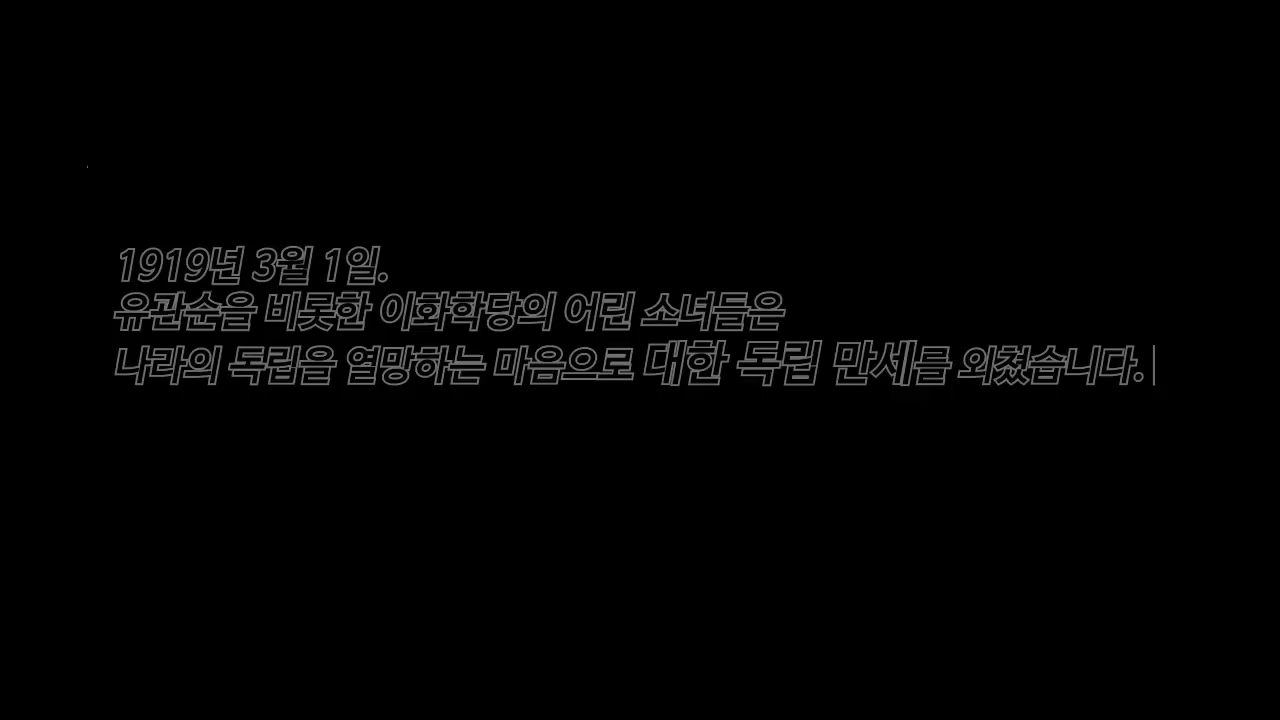 1919년 3월 1일.
유관순을 비롯한 이화학당의 어린 소녀들은
나라의 독립을 열망하는 마음으로 대한 독립 만세를 외쳤습니다.